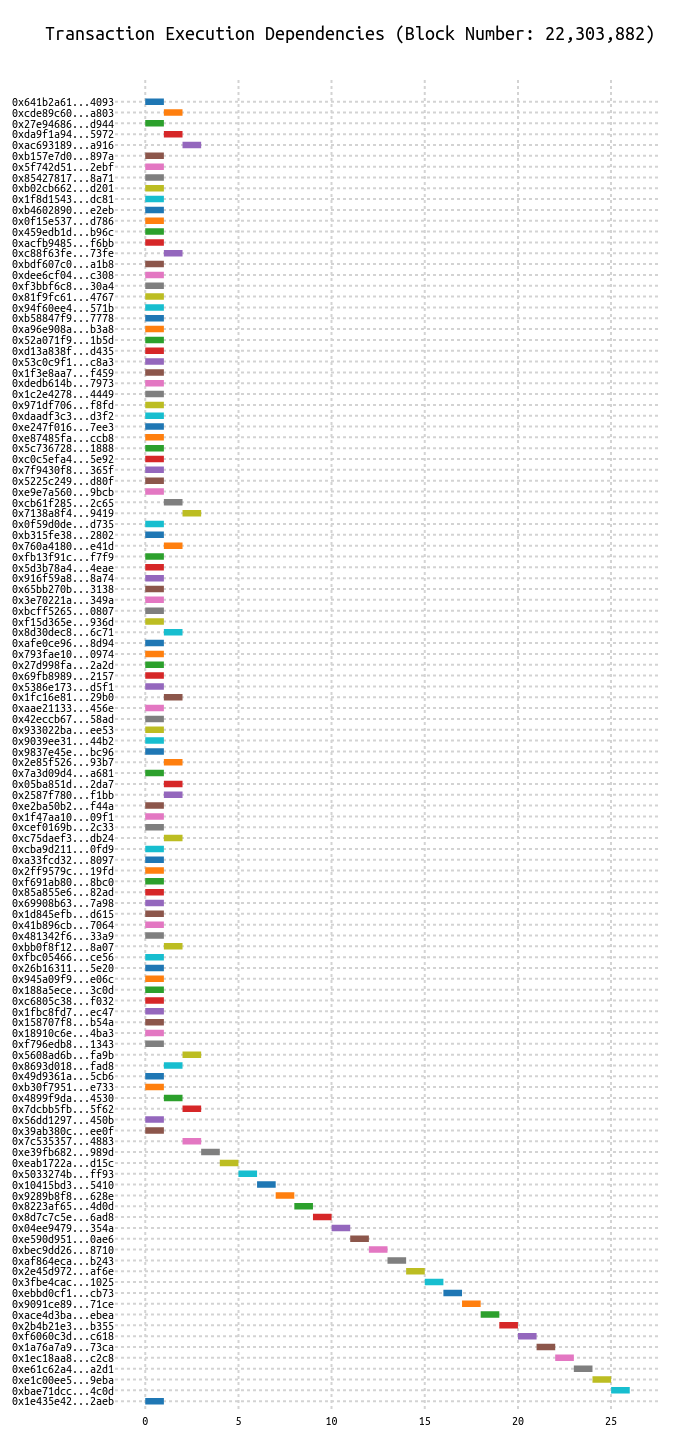 Transaction Execution Dependencies (Block Number: 22,303,882)
0x641b2a61...4093
0xcde89c60...a803
0x27e94686...d944
0xda9f1a94...5972
0xac693189...a916
0xb157e7d0...897a
0x5f742d51...2ebf
0x85427817...8a71
0xb02cb662...d201
0x1f8d1543...dc81
0xb4602890...e2eb
0x0f15e537...d786
0x459edb1d...b96c
0xacfb9485...f6bb
0xc88f63fe...73fe
0xbdf607c0...a1b8
0xdee6cf04...c308
0xf3bbf6c8...30a4
0x81f9fc61...4767
0x94f60ee4...571b
0xb58847f9...7778
0xa96e908a...b3a8
0x52a071f9...1b5d
0xd13a838f...d435
0x53c0c9f1...c8a3
0x1f3e8aa7...f459
0xdedb614b...7973
0x1c2e4278...4449
0x971df706...f8fd
0xdaadf3c3...d3f2
0xe247f016...7ee3
0xe87485fa...ccb8
0x5c736728...1888
0xc0c5efa4...5e92
0x7f9430f8...365f
0x5225c249...d80f
0xe9e7a560...9bcb
0xcb61f285...2c65
0x7138a8f4...9419
0x0f59d0de...d735
0xb315fe38...2802
0x760a4180...e41d
0xfb13f91c...f7f9
0x5d3b78a4...4eae
0x916f59a8...8a74
0x65bb270b...3138
0x3e70221a...349a
0xbcff5265...0807
0xf15d365e...936d
0x8d30dec8...6c71
0xafe0ce96...8d94
0x793fae10...0974
0x27d998fa...2a2d
0x69fb8989...2157
0x5386e173...d5f1
0x1fc16e81...29b0
0xaae21133...456e
0x42eccb67...58ad
0x933022ba...ee53
0x9039ee31...44b2
0x9837e45e...bc96
0x2e85f526...93b7
0x7a3d09d4...a681
0x05ba851d...2da7
0x2587f780...f1bb
0xe2ba50b2...f44a
0x1f47aa10...09f1
0xcef0169b...2c33
0xc75daef3...db24
0xcba9d211...0fd9
0xa33fcd32...8097
0x2ff9579c...19fd
0xf691ab80...8bc0
0x85a855e6...82ad
0x69908b63...7a98
0x1d845efb...d615
0x41b896cb...7064
0x481342f6...33a9
0xbb0f8f12...8a07
0xfbc05466...ce56
0x26b16311...5e20
0x945a09f9...e06c
0x188a5ece...3c0d
0xc6805c38...f032
0x1fbc8fd7...ec47
0x158707f8...b54a
0x18910c6e...4ba3
0xf796edb8...1343
0x5608ad6b...fa9b
0x8693d018...fad8
0x49d9361a...5cb6
0xb30f7951...e733
0x4899f9da...4530
0x7dcbb5fb...5f62
0x56dd1297...450b
0x39ab380c...ee0f
0x7c535357...4883
0xe39fb682...989d
0xeab1722a...d15c
0x5033274b...ff93
0x10415bd3...5410
0x9289b8f8...628e
0x8223af65...4d0d
0x8d7c7c5e...6ad8
0x04ee9479...354a
0xe590d951...0ae6
0xbec9dd26...8710
0xaf864eca...b243
0x2e45d972...af6e
0x3fbe4cac...1025
0xebbd0cf1...cb73
0x9091ce89...71ce
0xace4d3ba...ebea
0x2b4b21e3...b355
0xf6060c3d...c618
0x1a76a7a9...73ca
0x1ec18aa8...c2c8
0xe61c62a4...a2d1
0xe1c00ee5...9eba
0xbae71dcc...4c0d
0x1e435e42...2aeb
0 5 10 15 20 25